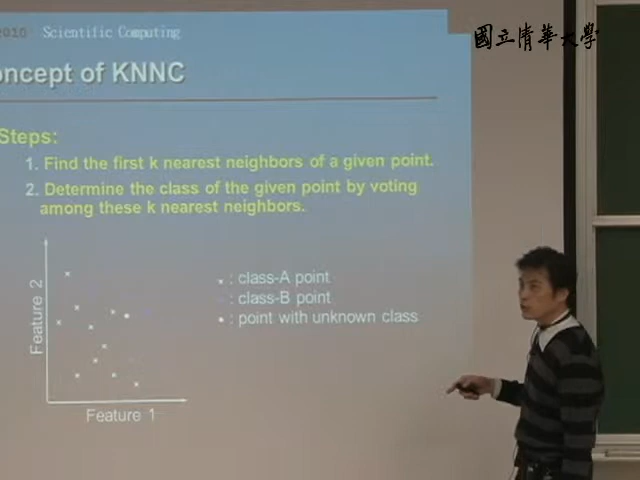 2010 Scientific Computing
國立清華大學
oncept of KNNC
Steps:
1. Find the first k nearest neighbors of a given point.
2. Determine the class of the given point by voting
among these k nearest neighbors.
: class-A point
: class-B point
: point with unknown class
Feature 2
Feature 1